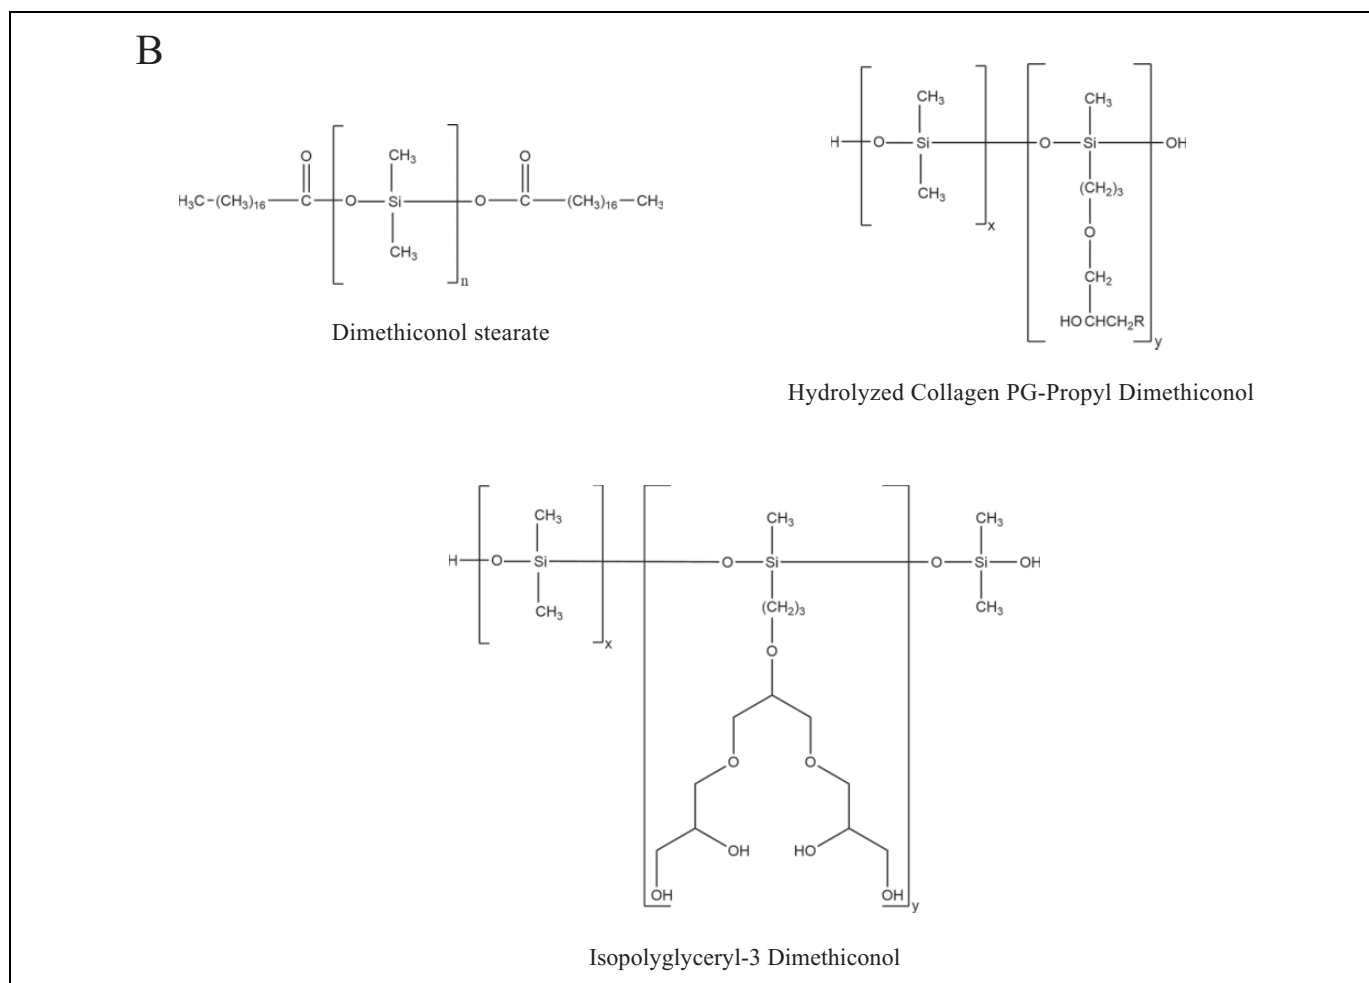 B
CH₃
O O
H₃C–(CH₂)₁₆ C O Si O C (CH₂)₁₆ CH₃
CH₃
n
Dimethiconol stearate
CH₃ CH₃
H O Si O Si OH
CH₃ (CH₂)₃
x
O
CH₂
HOCHCH₂R
y
Hydrolyzed Collagen PG-Propyl Dimethiconol
CH₃ CH₃ CH₃
H O Si O Si O Si OH
CH₃ (CH₂)₃ CH₃
x
O
O O
OH HO
OH OH
y
Isopolyglyceryl-3 Dimethiconol